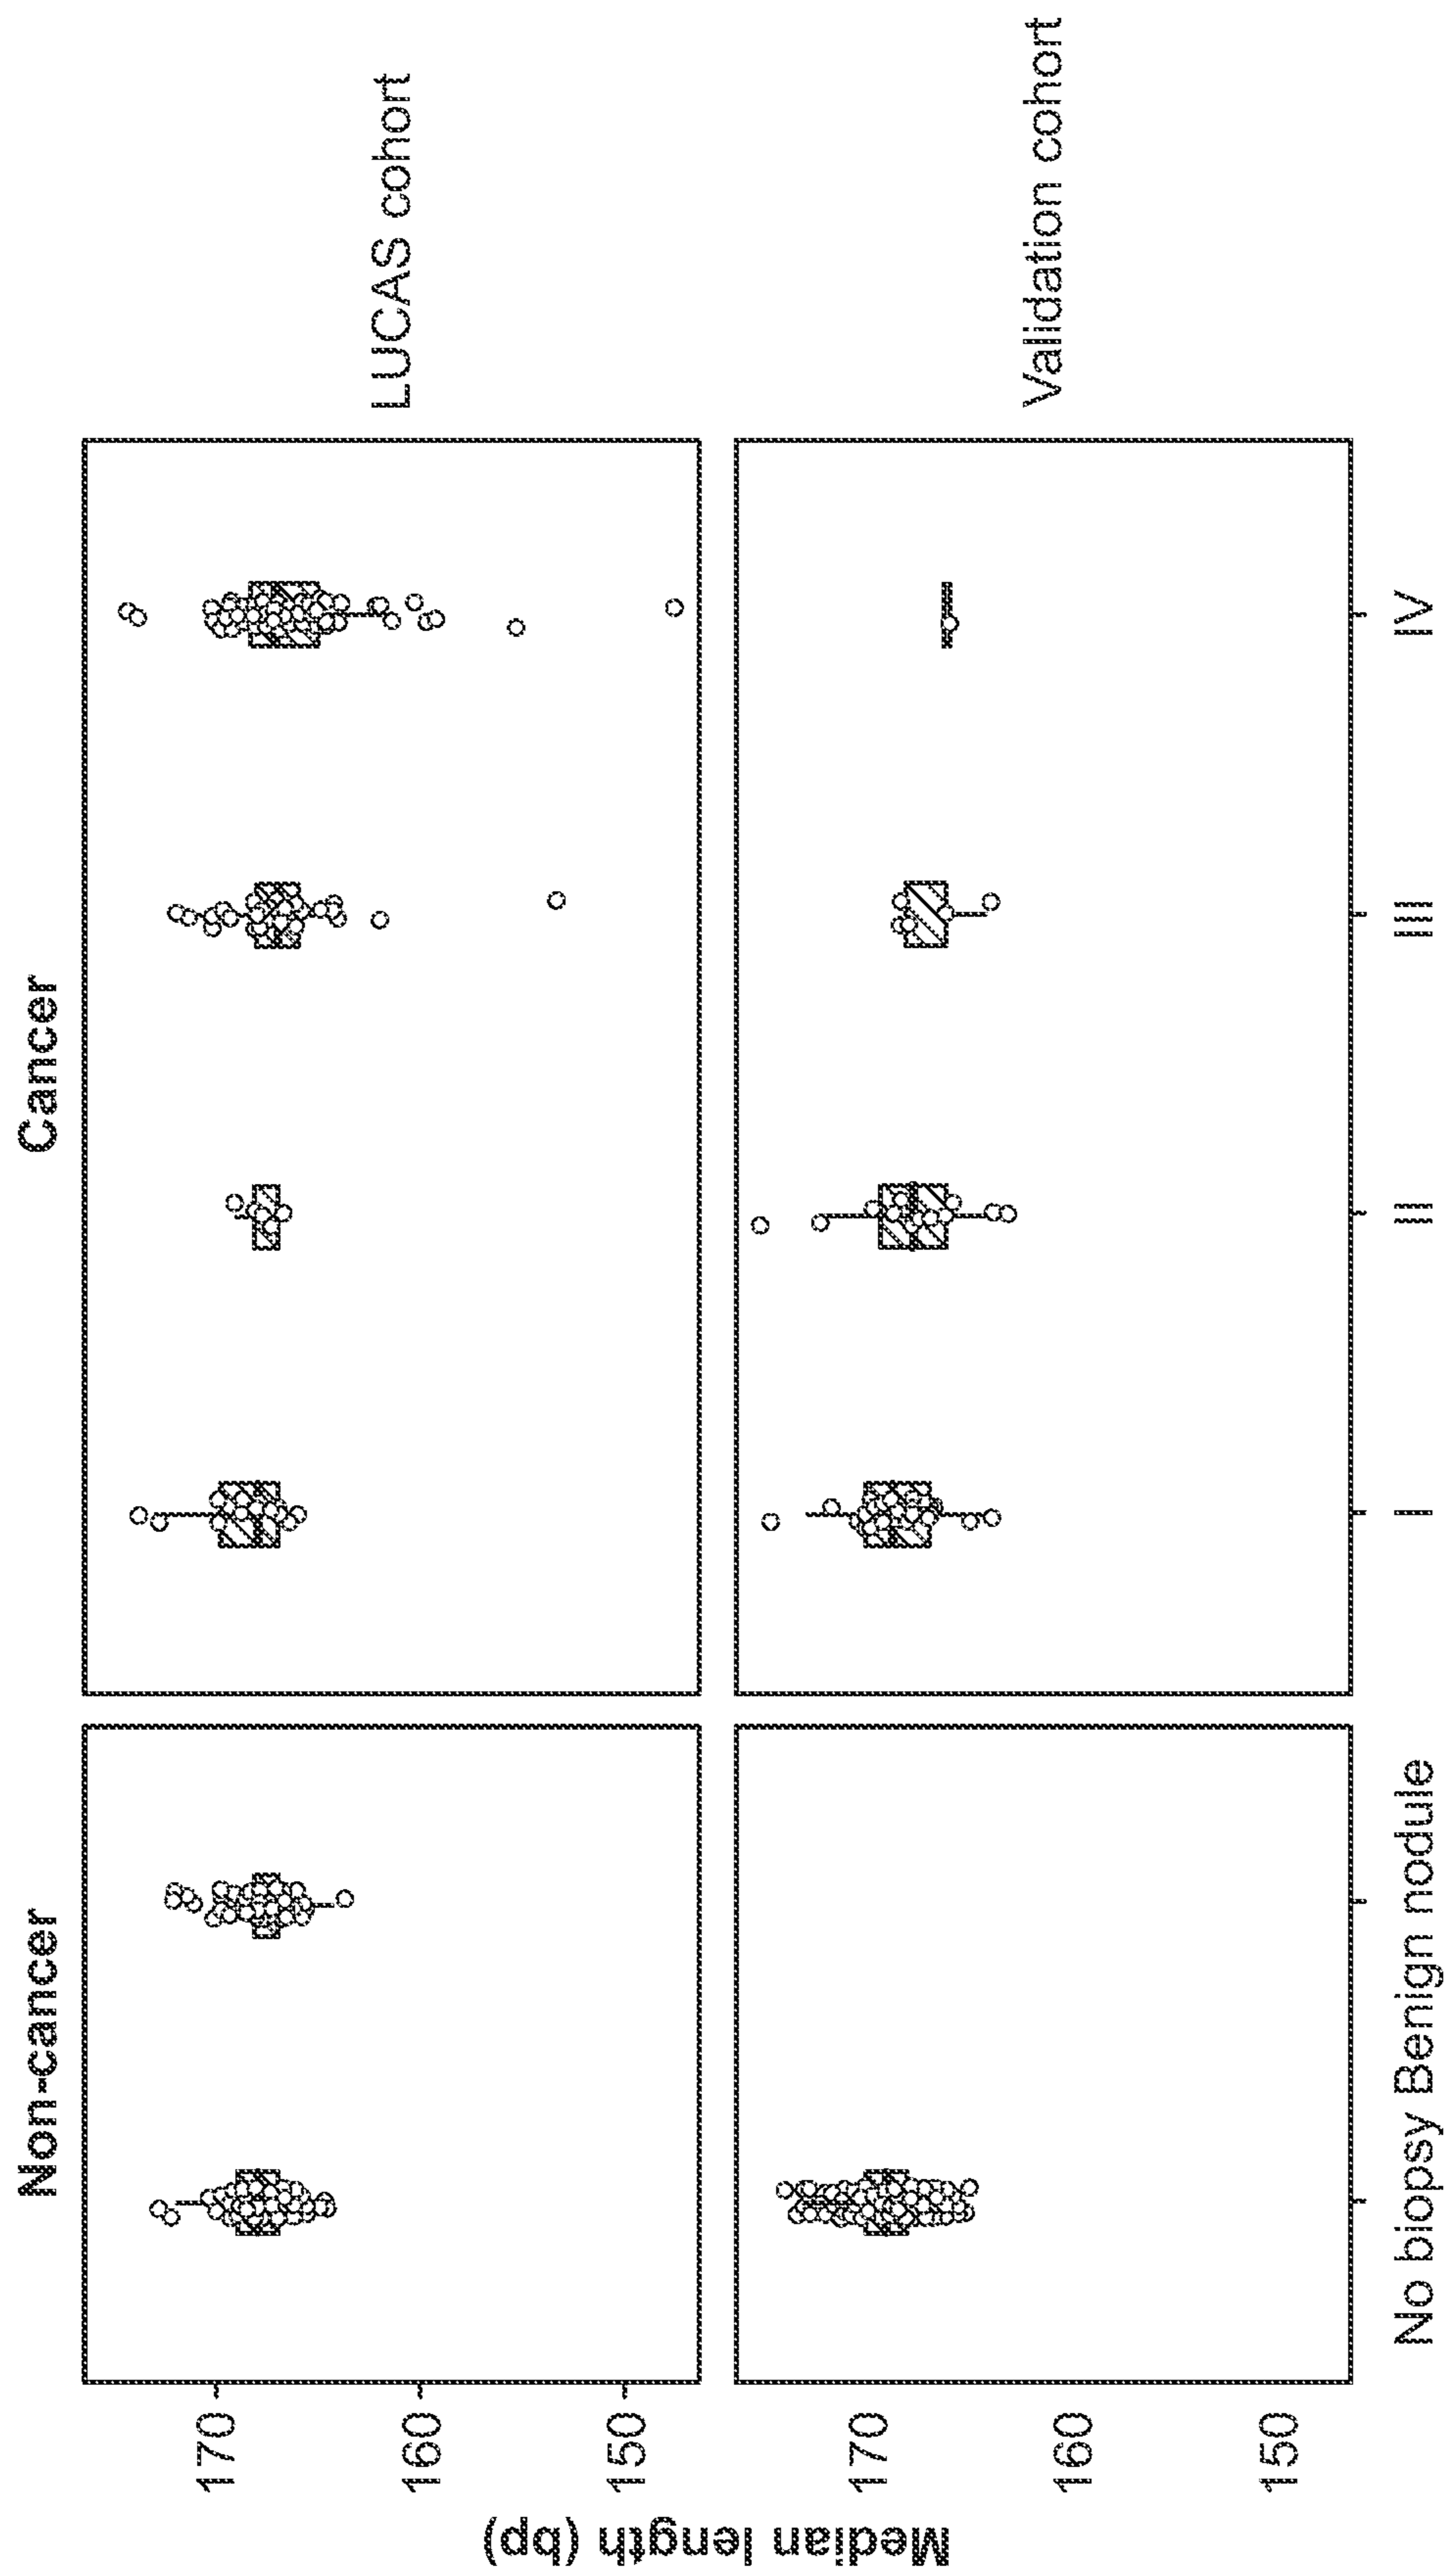 Non-cancer
Cancer
Median length (bp)
170
160
150
LUCAS cohort
170
160
150
Validation cohort
No biopsy Benign nodule
I
II
III
IV